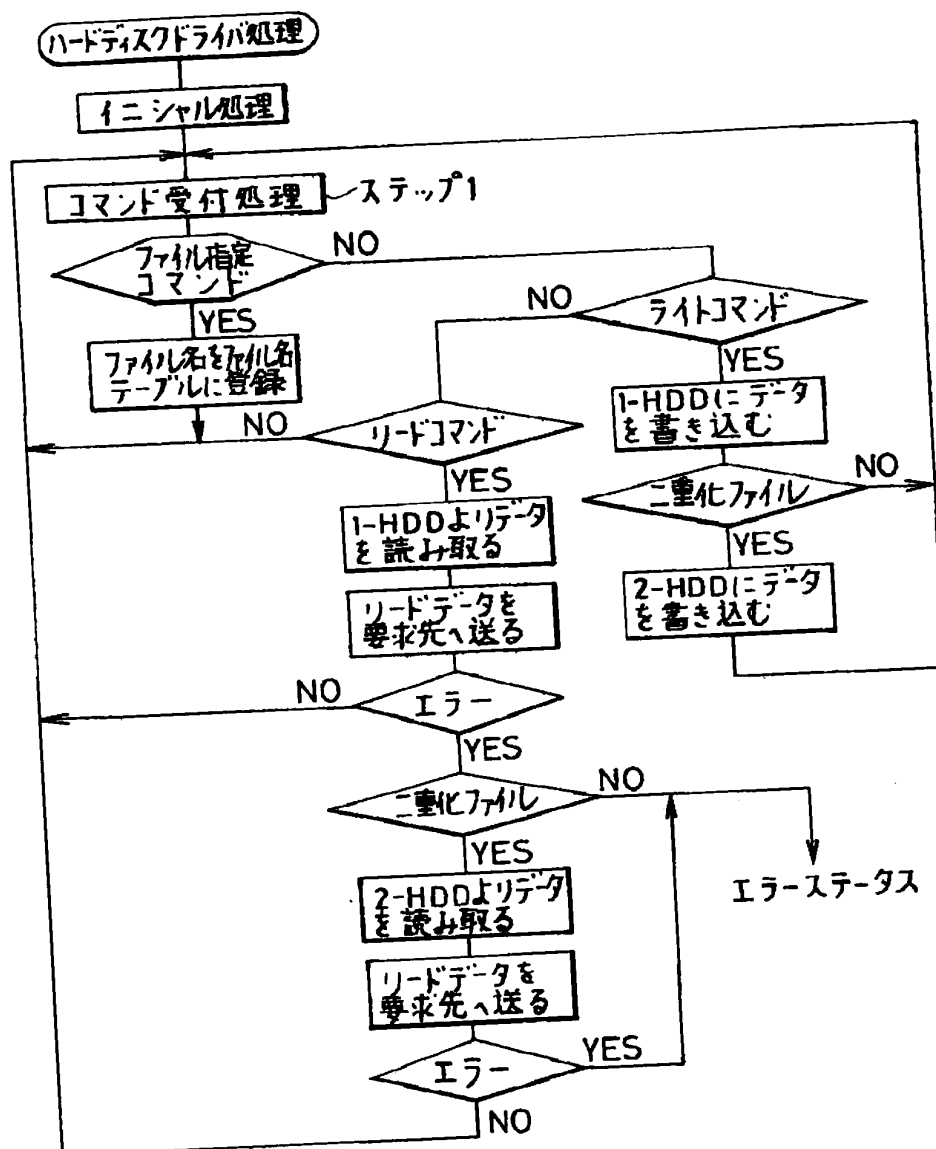 ハードディスクドライバ処理
イニシャル処理
コマンド受付処理
ステップ1
ファイル指定
コマンド
NO
YES
ファイル名をファイル名
テーブルに登録
NO
ライトコマンド
YES
1-HDDにデータ
を書き込む
二重化ファイル
NO
YES
2-HDDにデータ
を書き込む
NO
リードコマンド
YES
1-HDDよりデータ
を読み取る
リードデータを
要求先へ送る
NO
エラー
YES
二重化ファイル
NO
エラーステータス
YES
2-HDDよりデータ
を読み取る
リードデータを
要求先へ送る
エラー
YES
NO